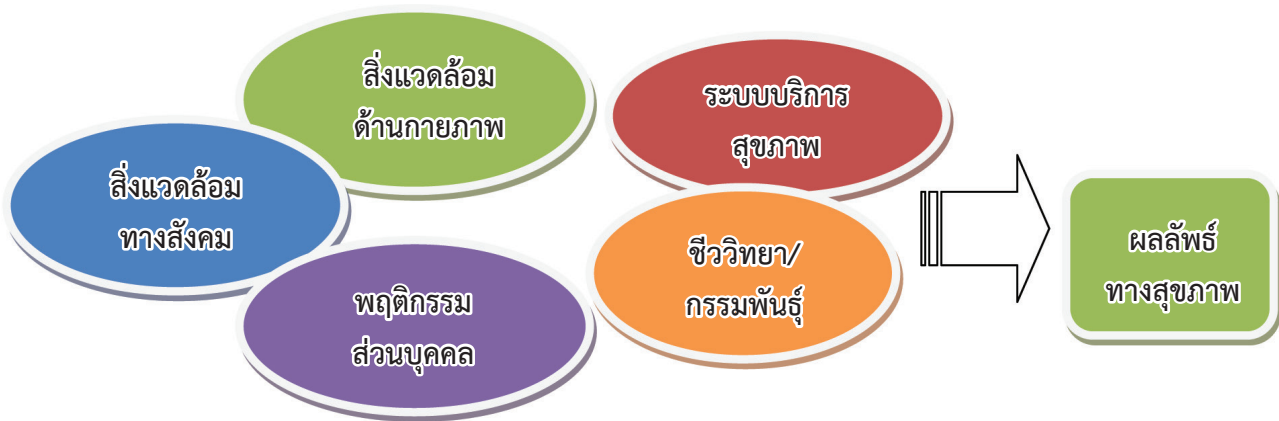 สิ่งแวดล้อม
ด้านกายภาพ
ระบบบริการ
สุขภาพ
สิ่งแวดล้อม
ทางสังคม
ชีววิทยา/
กรรมพันธุ์
พฤติกรรม
ส่วนบุคคล
ผลลัพธ์
ทางสุขภาพ